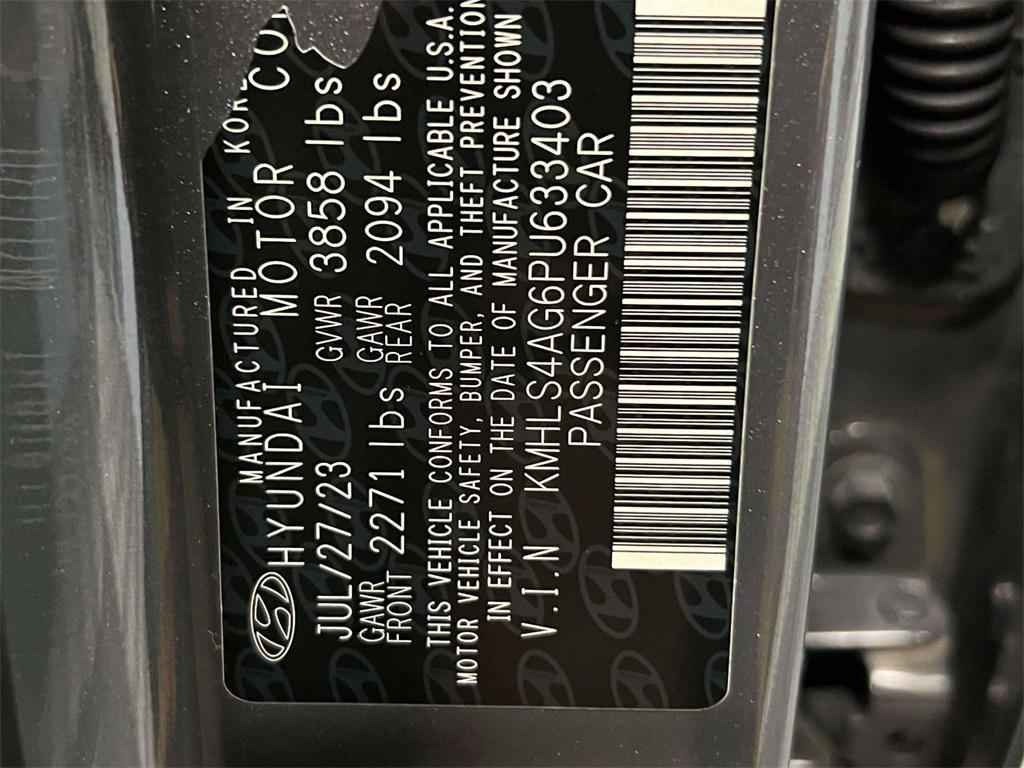 MANUFACTURED IN
HYUNDAI MOTOR
JUL/27/23 GVWR 3858 lbs
GAWR FRONT 2271 lbs GAWR REAR 2094 lbs
THIS VEHICLE CONFORMS TO ALL APPLICABLE U.S.A.
MOTOR VEHICLE SAFETY, BUMPER, AND THEFT PREVENTION
IN EFFECT ON THE DATE OF MANUFACTURE SHOWN
V.I.N KMHLS4AG6PU633403
PASSENGER CAR